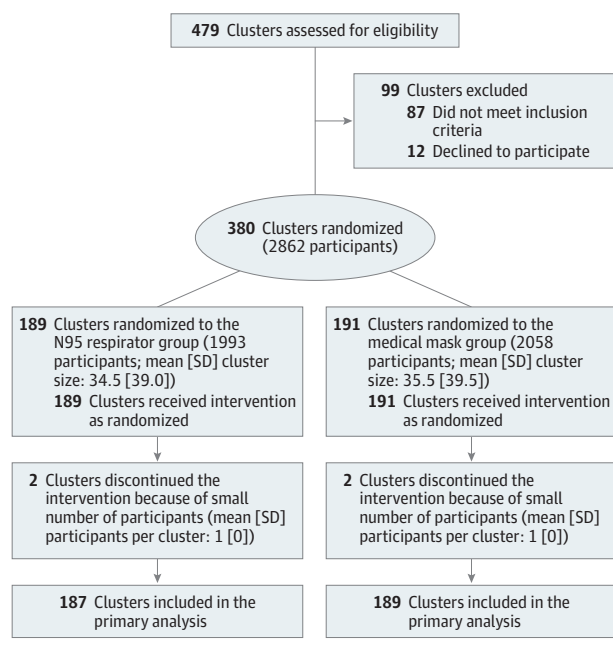 479 Clusters assessed for eligibility
99 Clusters excluded
87 Did not meet inclusion
criteria
12 Declined to participate
380 Clusters randomized
(2862 participants)
189 Clusters randomized to the
N95 respirator group (1993
participants; mean [SD] cluster
size: 34.5 [39.0])
189 Clusters received intervention
as randomized
191 Clusters randomized to the
medical mask group (2058
participants; mean [SD] cluster
size: 35.5 [39.5])
191 Clusters received intervention
as randomized
2 Clusters discontinued the
intervention because of small
number of participants (mean [SD]
participants per cluster: 1 [0])
2 Clusters discontinued the
intervention because of small
number of participants (mean [SD]
participants per cluster: 1 [0])
187 Clusters included in the
primary analysis
189 Clusters included in the
primary analysis